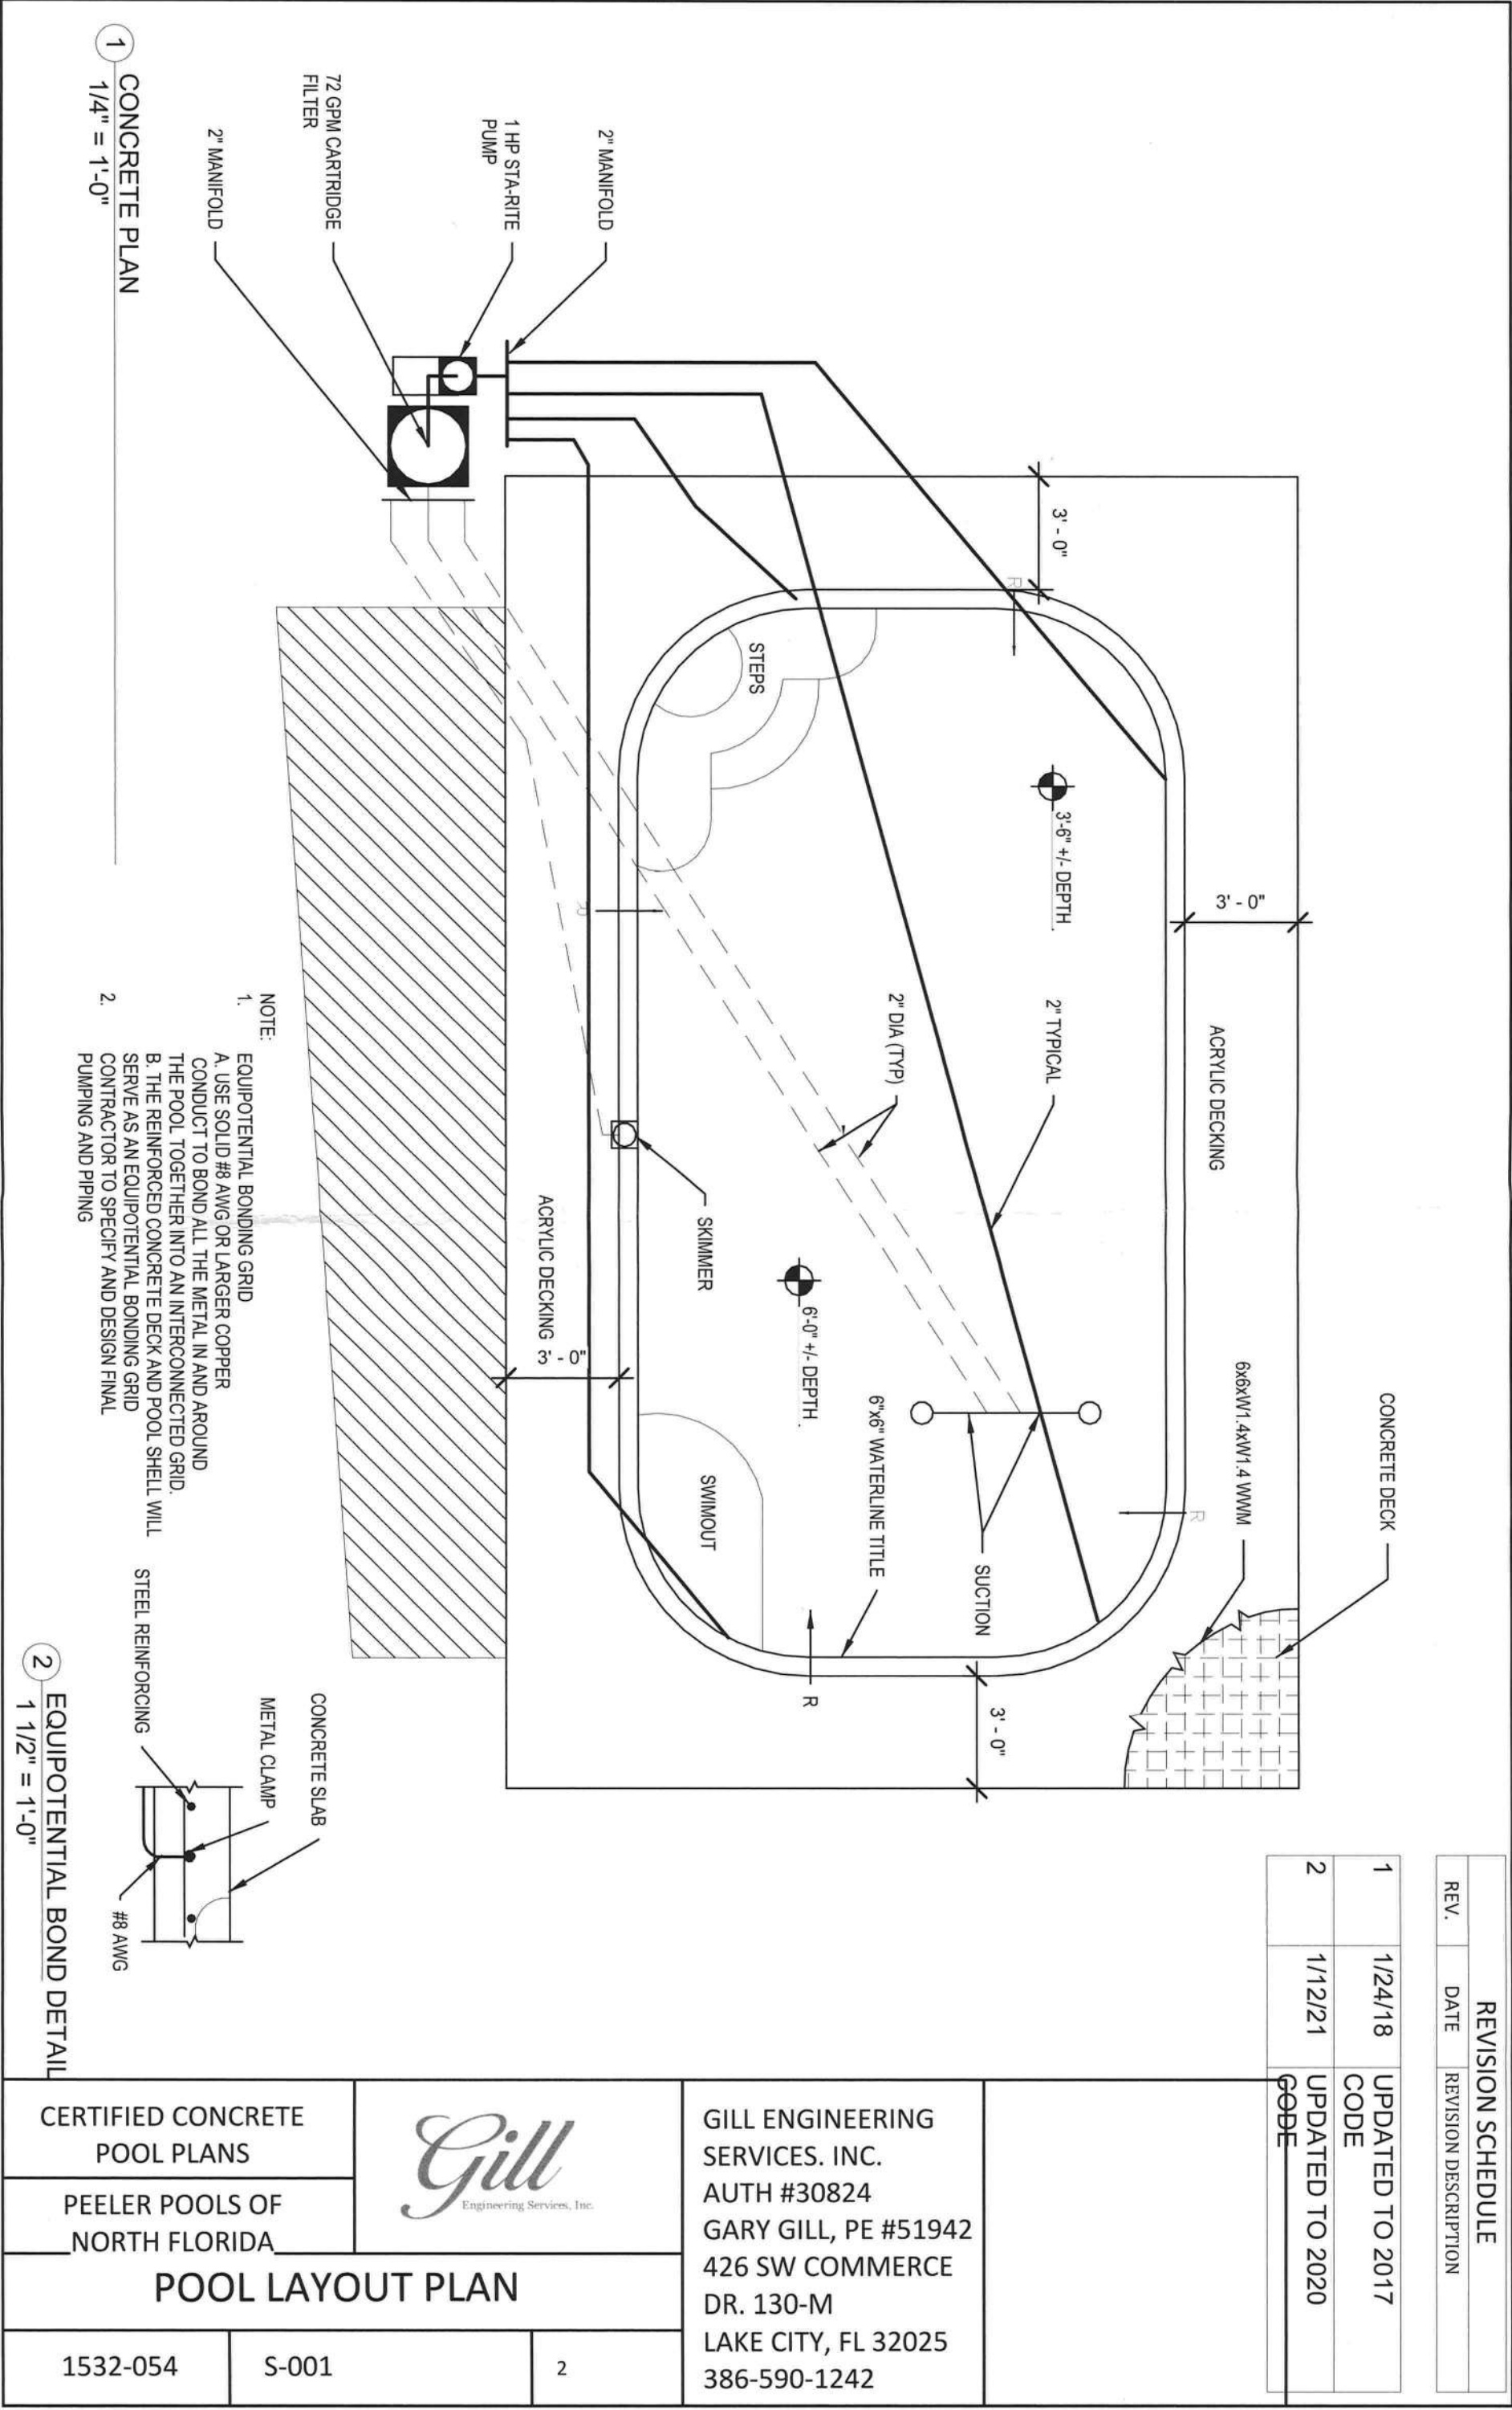 REVISION SCHEDULE
REV.
DATE
REVISION DESCRIPTION
1
1/24/18
UPDATED TO 2017
CODE
2
1/12/21
UPDATED TO 2020
CODE
CONCRETE DECK
6x6xW1.4xW1.4 WWM
3' - 0"
ACRYLIC DECKING
3' - 0"
R
R
3'-6" +/- DEPTH
2" TYPICAL
SUCTION
3' - 0"
2" DIA (TYP)
6"x6" WATERLINE TITLE
R
6'-0" +/- DEPTH
STEPS
SKIMMER
SWIMOUT
R
ACRYLIC DECKING
3' - 0"
2" MANIFOLD
1 HP STA-RITE
PUMP
72 GPM CARTRIDGE
FILTER
2" MANIFOLD
1
CONCRETE PLAN
1/4" = 1'-0"
NOTE:
1.
EQUIPOTENTIAL BONDING GRID
A. USE SOLID #8 AWG OR LARGER COPPER
CONDUCT TO BOND ALL THE METAL IN AND AROUND
THE POOL TOGETHER INTO AN INTERCONNECTED GRID.
B. THE REINFORCED CONCRETE DECK AND POOL SHELL WILL
SERVE AS AN EQUIPOTENTIAL BONDING GRID
2.
CONTRACTOR TO SPECIFY AND DESIGN FINAL
PUMPING AND PIPING
CONCRETE SLAB
METAL CLAMP
STEEL REINFORCING
#8 AWG
2
EQUIPOTENTIAL BOND DETAIL
1 1/2" = 1'-0"
CERTIFIED CONCRETE
POOL PLANS
PEELER POOLS OF
NORTH FLORIDA
Gill
Engineering Services, Inc.
POOL LAYOUT PLAN
1532-054
S-001
2
GILL ENGINEERING
SERVICES. INC.
AUTH #30824
GARY GILL, PE #51942
426 SW COMMERCE
DR. 130-M
LAKE CITY, FL 32025
386-590-1242